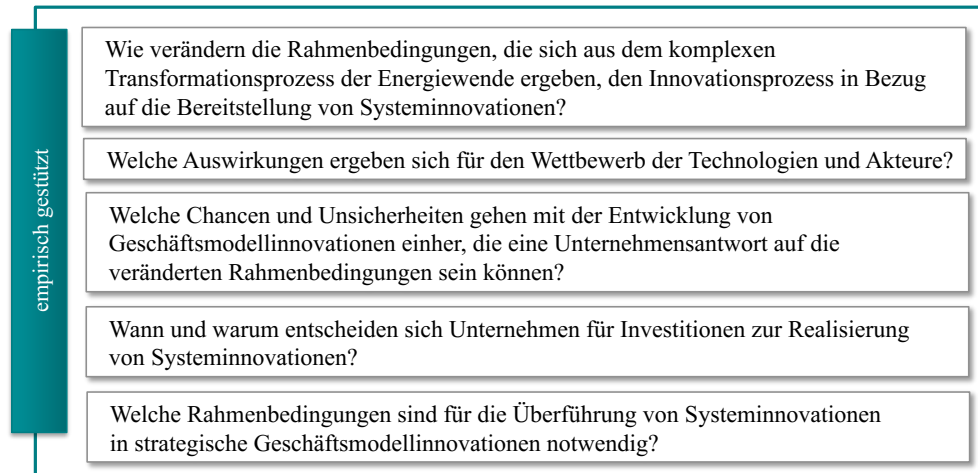 empirisch gestützt
Wie verändern die Rahmenbedingungen, die sich aus dem komplexen
Transformationsprozess der Energiewende ergeben, den Innovationsprozess in Bezug
auf die Bereitstellung von Systeminnovationen?
Welche Auswirkungen ergeben sich für den Wettbewerb der Technologien und Akteure?
Welche Chancen und Unsicherheiten gehen mit der Entwicklung von
Geschäftsmodellinnovationen einher, die eine Unternehmensantwort auf die
veränderten Rahmenbedingungen sein können?
Wann und warum entscheiden sich Unternehmen für Investitionen zur Realisierung
von Systeminnovationen?
Welche Rahmenbedingungen sind für die Überführung von Systeminnovationen
in strategische Geschäftsmodellinnovationen notwendig?